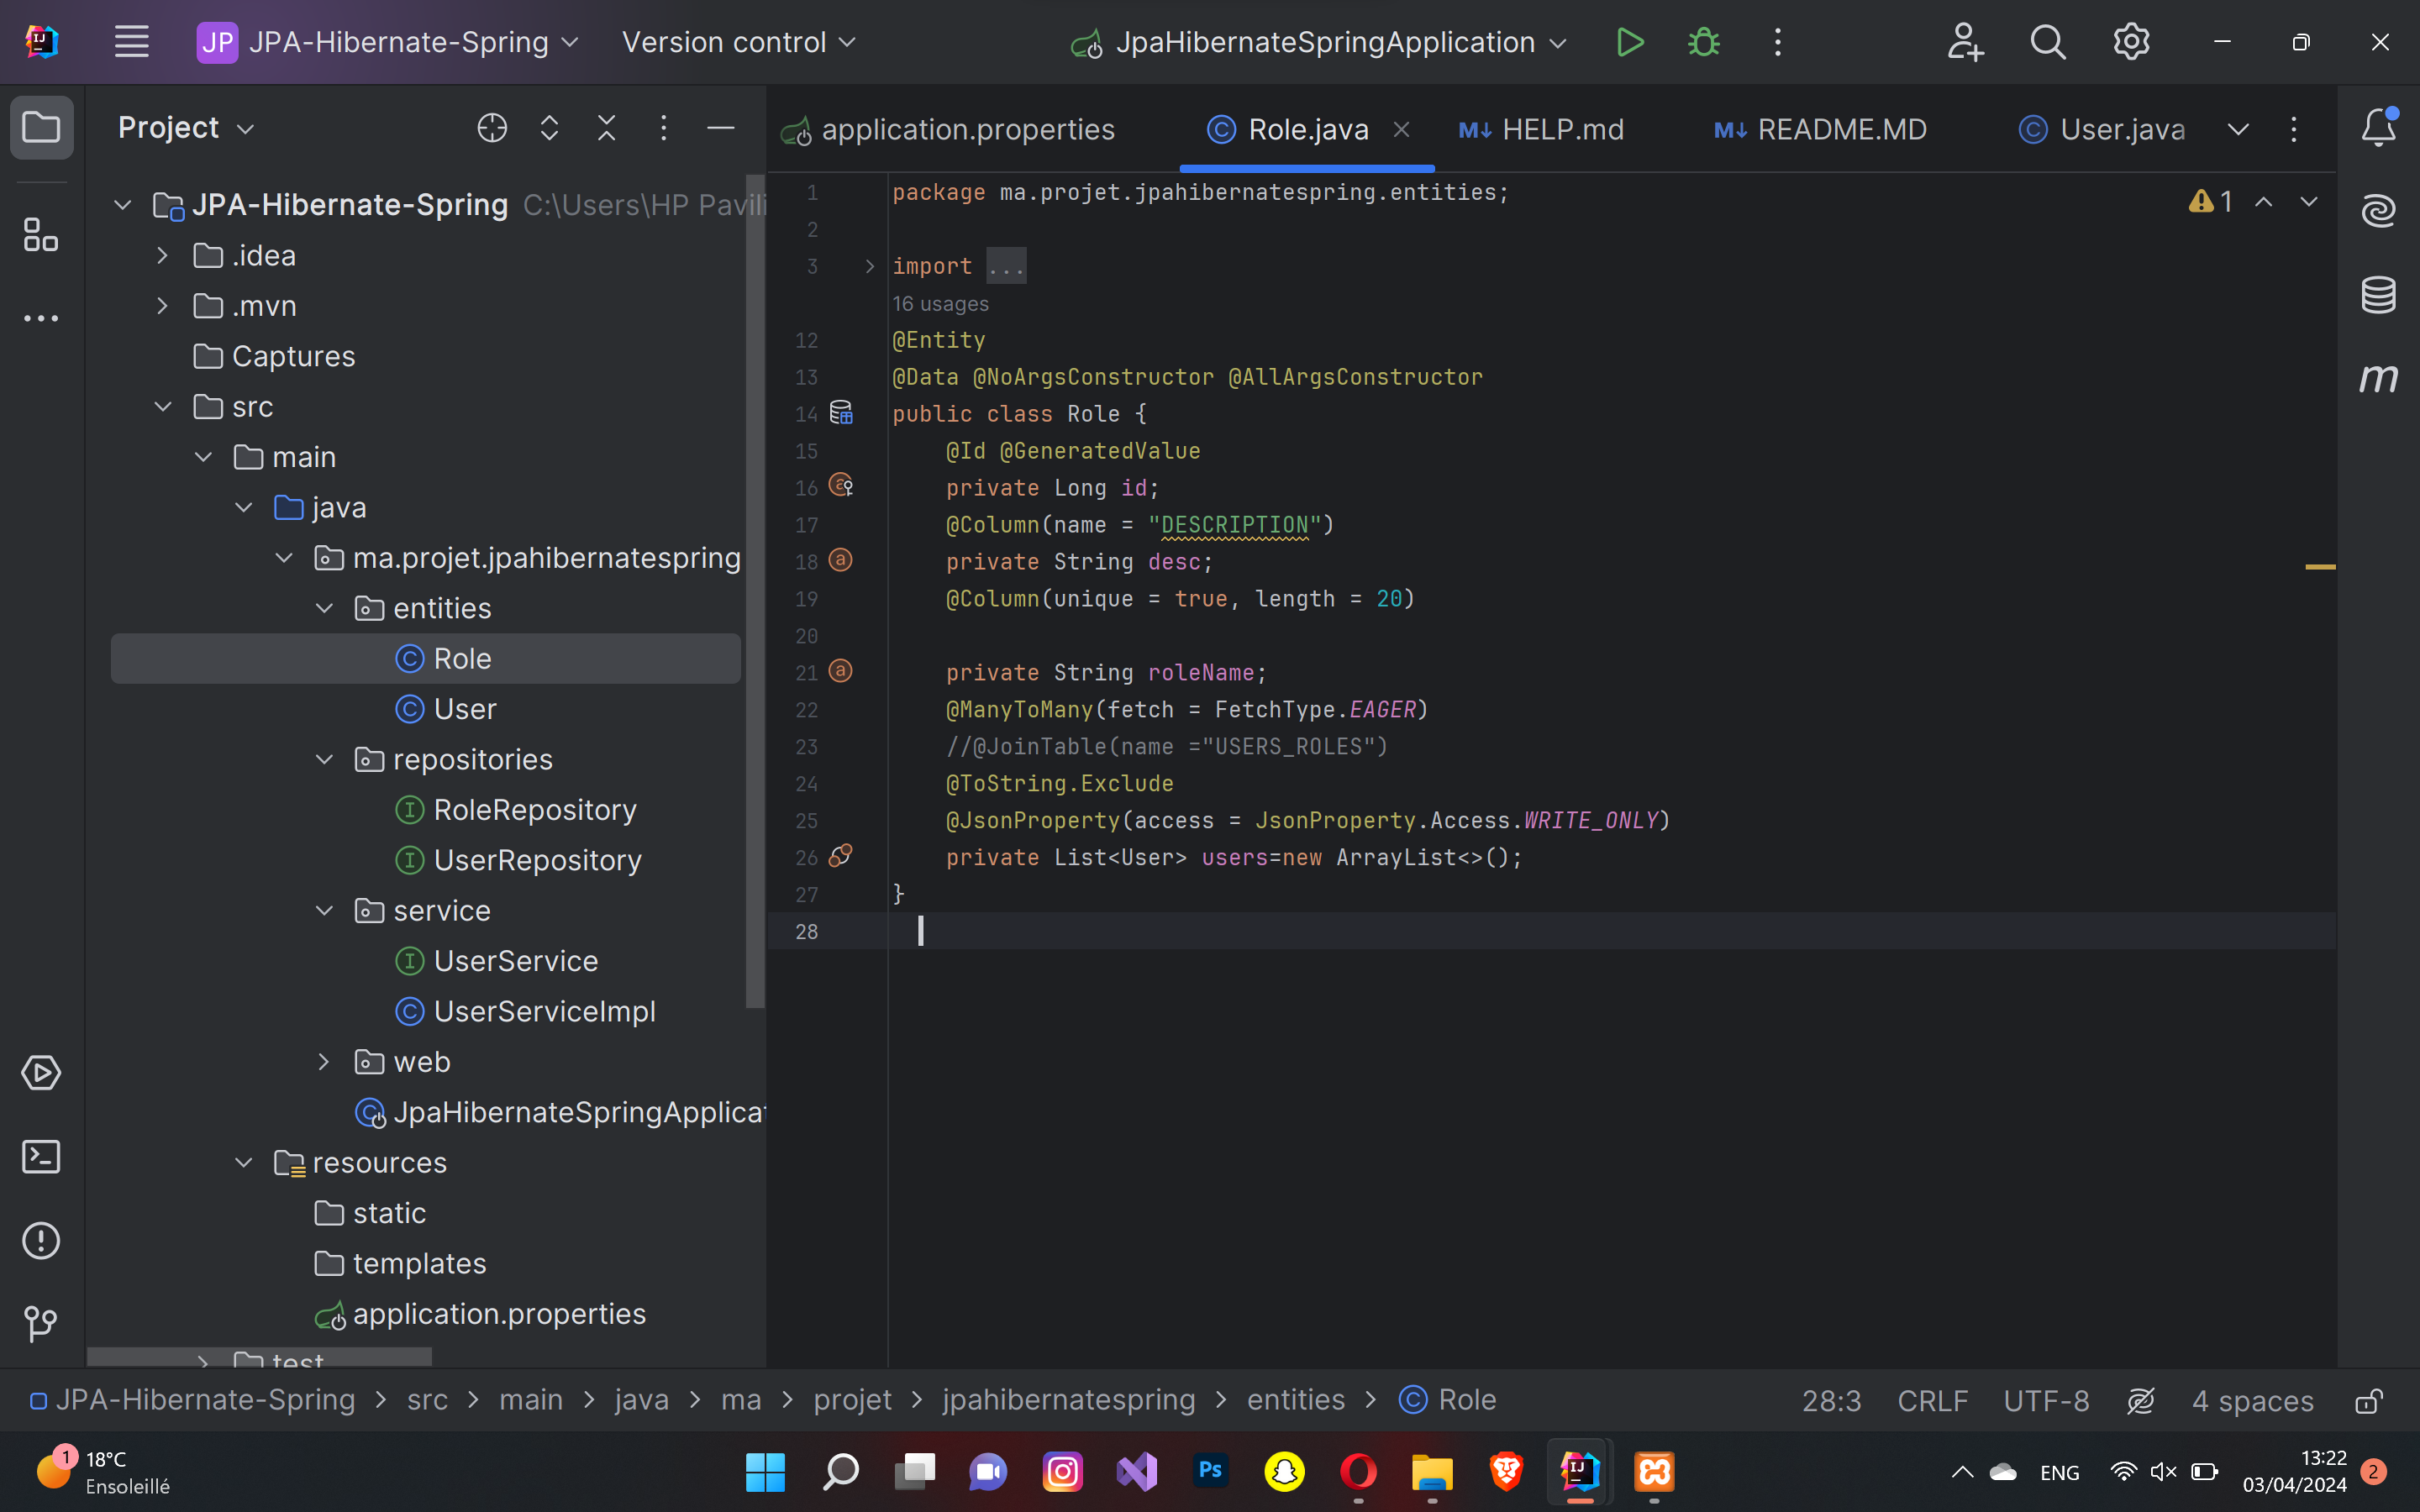 JP JPA-Hibernate-Spring Version control JpaHibernateSpringApplication
Project
application.properties Role.java HELP.md README.MD User.java
JPA-Hibernate-Spring C:\Users\HP Pavili
.idea
.mvn
Captures
src
main
java
ma.projet.jpahibernatespring
entities
Role
User
repositories
RoleRepository
UserRepository
service
UserService
UserServiceImpl
web
JpaHibernateSpringApplicat
resources
static
templates
application.properties
test
1 package ma.projet.jpahibernatespring.entities;
2
3 import ...
16 usages
12 @Entity
13 @Data @NoArgsConstructor @AllArgsConstructor
14 public class Role {
15 @Id @GeneratedValue
16 private Long id;
17 @Column(name = "DESCRIPTION")
18 private String desc;
19 @Column(unique = true, length = 20)
20
21 private String roleName;
22 @ManyToMany(fetch = FetchType.EAGER)
23 //@JoinTable(name ="USERS_ROLES")
24 @ToString.Exclude
25 @JsonProperty(access = JsonProperty.Access.WRITE_ONLY)
26 private List<User> users=new ArrayList<>();
27 }
28
1
JPA-Hibernate-Spring > src > main > java > ma > projet > jpahibernatespring > entities > Role 28:3 CRLF UTF-8 4 spaces
1 18°C
Ensoleillé
Ps
ENG
13:22
03/04/2024
2